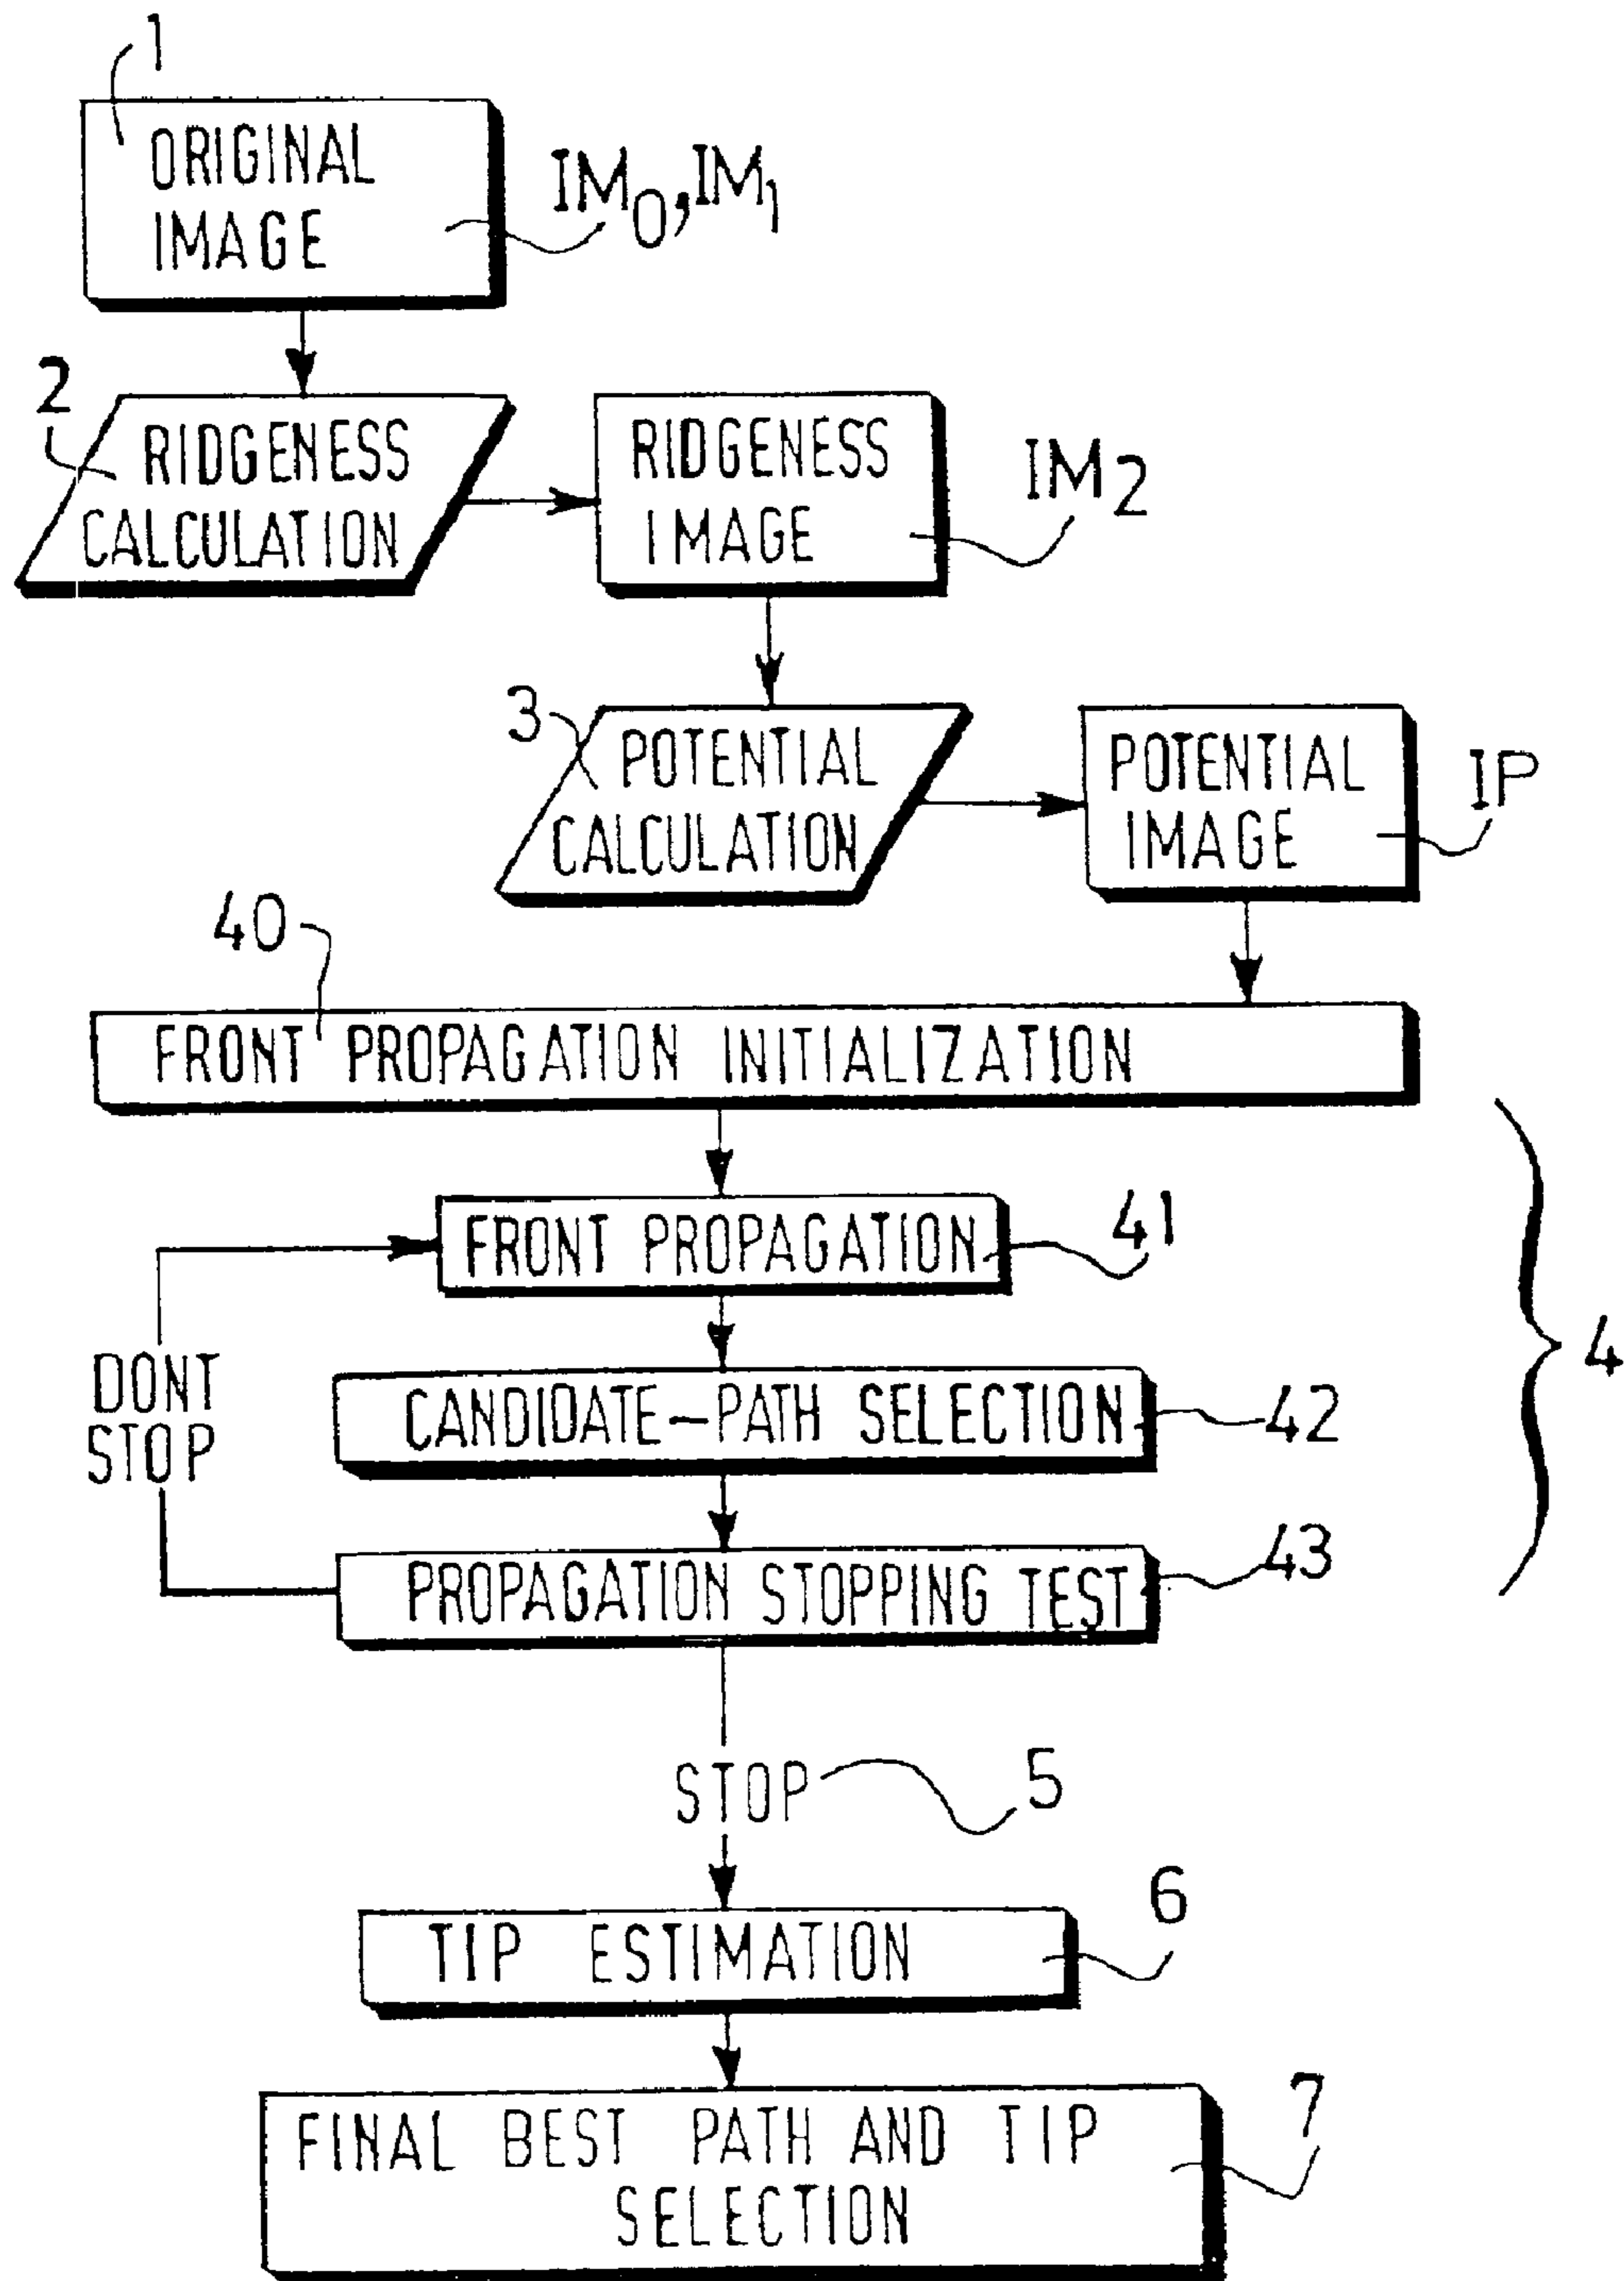 1
ORIGINAL
IMAGE
IM0,IM1
2
RIDGENESS
CALCULATION
RIDGENESS
IMAGE
IM2
3
POTENTIAL
CALCULATION
POTENTIAL
IMAGE
IP
40
FRONT PROPAGATION INITIALIZATION
FRONT PROPAGATION
41
DONT
STOP
CANDIDATE-PATH SELECTION
42
4
PROPAGATION STOPPING TEST
43
STOP
5
TIP ESTIMATION
6
FINAL BEST PATH AND TIP
SELECTION
7